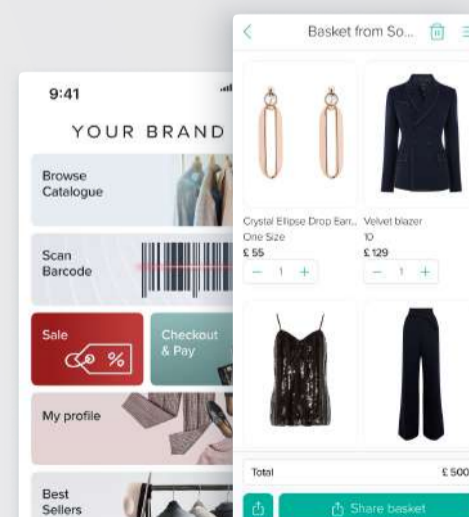 9:41
YOUR BRAND
Browse
Catalogue
Scan
Barcode
Sale
%
Checkout
& Pay
My profile
Best
Sellers
Basket from So...
Crystal Ellipse Drop Earr...
One Size
£ 55
− 1 +
Velvet blazer
10
£ 129
− 1 +
Total
£ 500
Share basket